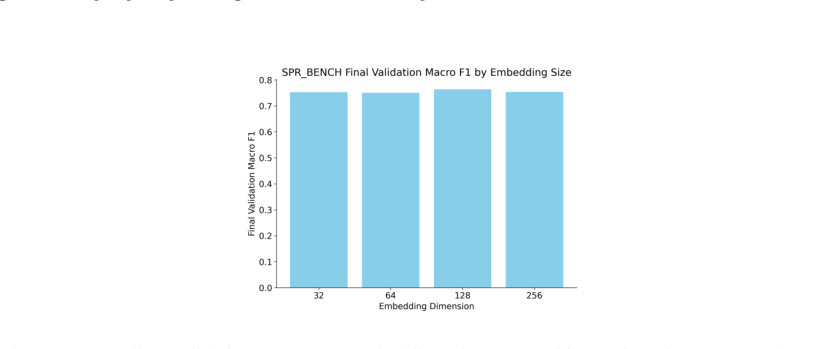 SPR_BENCH Final Validation Macro F1 by Embedding Size
Final Validation Macro F1
0.8
0.7
0.6
0.5
0.4
0.3
0.2
0.1
0.0
32 64 128 256
Embedding Dimension